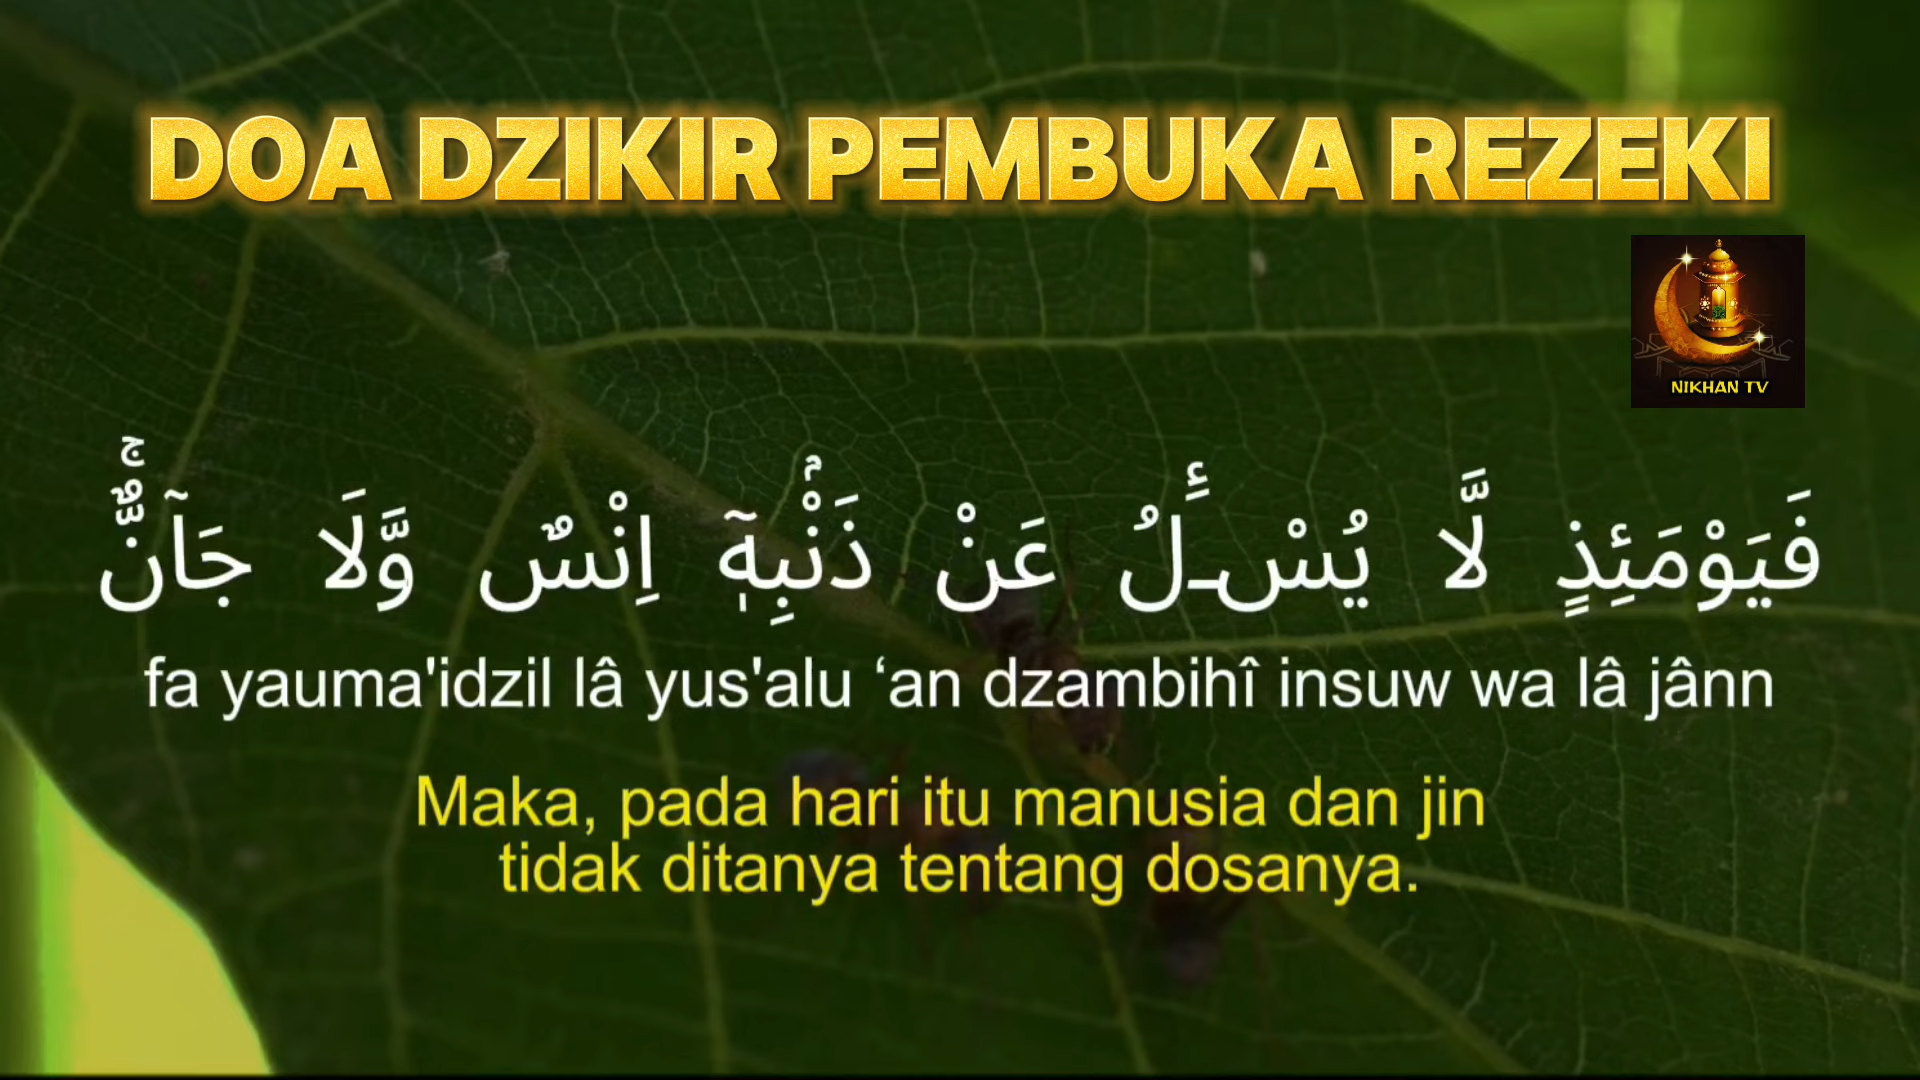 DOA DZIKIR PEMBUKA REZEKI
NIKHAN TV
فَيَوْمَئِذٍ لَّا يُسْـَٔلُ عَنْ ذَنْۢبِهٖٓ اِنْسٌ وَّلَا جَاۤنٌّۚ
fa yauma'idzil lâ yus'alu ‘an dzambihî insuw wa lâ jânn
Maka, pada hari itu manusia dan jin
tidak ditanya tentang dosanya.